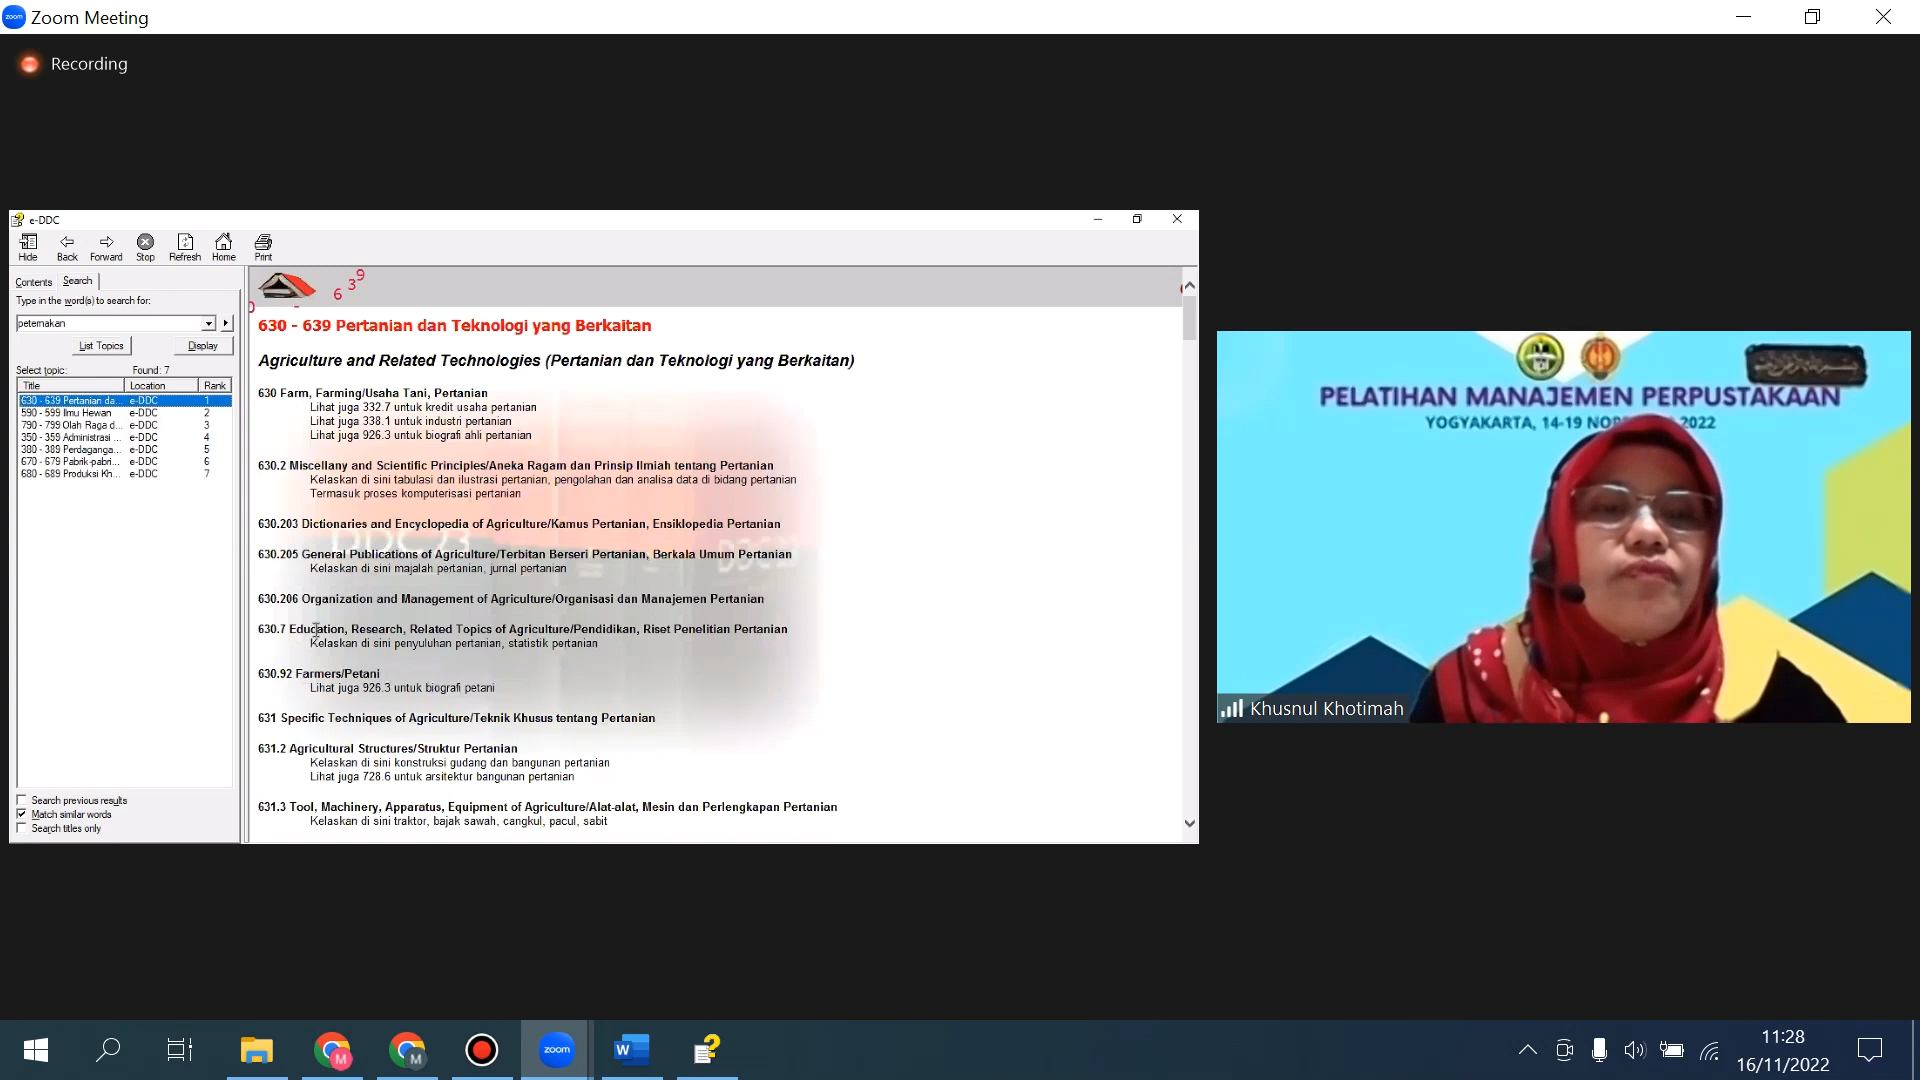 zoom Zoom Meeting
Recording
e-DDC
Hide Back Forward Stop Refresh Home Print
Contents Search
Type in the word(s) to search for:
peternakan
List Topics Display
Select topic: Found: 7
Title Location Rank
630 - 639 Pertanian da... e-DDC 1
590 - 599 Ilmu Hewan e-DDC 2
790 - 799 Olah Raga d... e-DDC 3
350 - 359 Administrasi ... e-DDC 4
380 - 389 Perdaganga... e-DDC 5
670 - 679 Pabrik-pabri... e-DDC 6
680 - 689 Produksi Kh... e-DDC 7
Search previous results
Match similar words
Search titles only
6 3 9
630 - 639 Pertanian dan Teknologi yang Berkaitan
Agriculture and Related Technologies (Pertanian dan Teknologi yang Berkaitan)
630 Farm, Farming/Usaha Tani, Pertanian
Lihat juga 332.7 untuk kredit usaha pertanian
Lihat juga 338.1 untuk industri pertanian
Lihat juga 926.3 untuk biografi ahli pertanian
630.2 Miscellany and Scientific Principles/Aneka Ragam dan Prinsip Ilmiah tentang Pertanian
Kelaskan di sini tabulasi dan ilustrasi pertanian, pengolahan dan analisa data di bidang pertanian
Termasuk proses komputerisasi pertanian
630.203 Dictionaries and Encyclopedia of Agriculture/Kamus Pertanian, Ensiklopedia Pertanian
630.205 General Publications of Agriculture/Terbitan Berseri Pertanian, Berkala Umum Pertanian
Kelaskan di sini majalah pertanian, jurnal pertanian
630.206 Organization and Management of Agriculture/Organisasi dan Manajemen Pertanian
630.7 Education, Research, Related Topics of Agriculture/Pendidikan, Riset Penelitian Pertanian
Kelaskan di sini penyuluhan pertanian, statistik pertanian
630.92 Farmers/Petani
Lihat juga 926.3 untuk biografi petani
631 Specific Techniques of Agriculture/Teknik Khusus tentang Pertanian
631.2 Agricultural Structures/Struktur Pertanian
Kelaskan di sini konstruksi gudang dan bangunan pertanian
Lihat juga 728.6 untuk arsitektur bangunan pertanian
631.3 Tool, Machinery, Apparatus, Equipment of Agriculture/Alat-alat, Mesin dan Perlengkapan Pertanian
Kelaskan di sini traktor, bajak sawah, cangkul, pacul, sabit
DDC 23
PELATIHAN MANAJEMEN PERPUSTAKAAN
YOGYAKARTA, 14-19 2022
Khusnul Khotimah
M M zoom W
11:28
16/11/2022